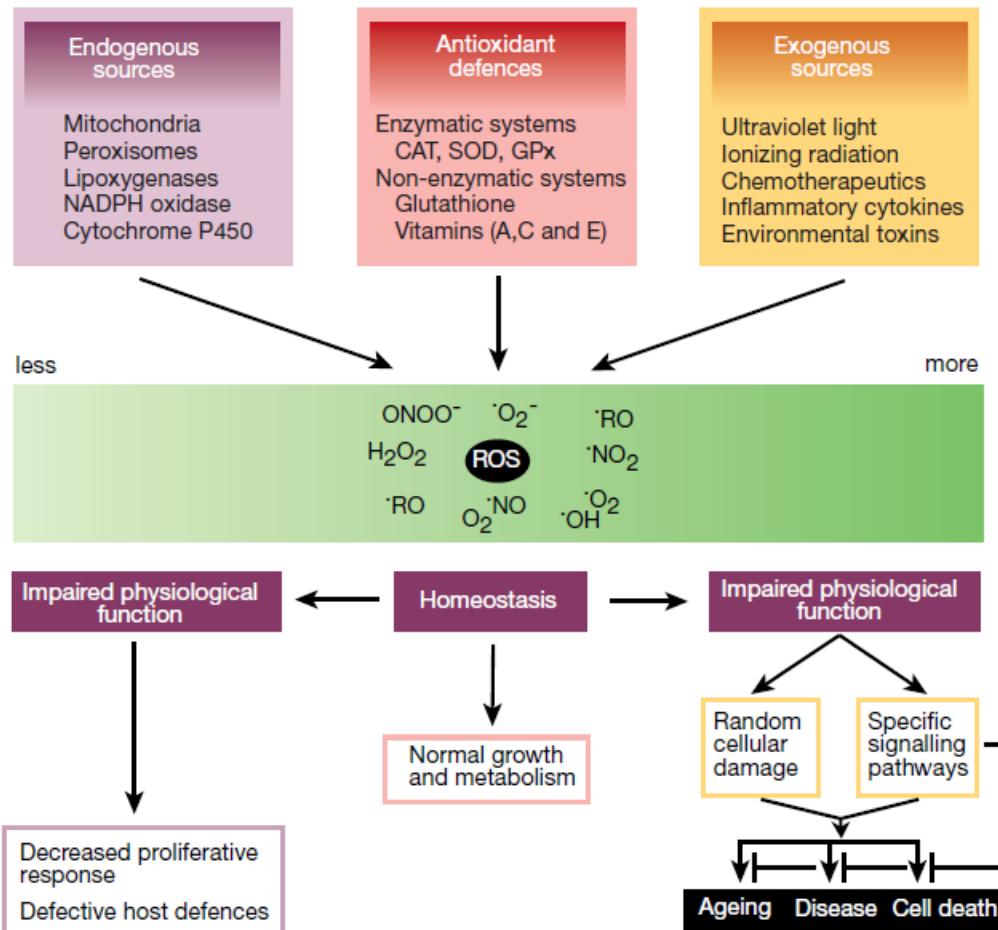 Endogenous
sources
Mitochondria
Peroxisomes
Lipoxygenases
NADPH oxidase
Cytochrome P450
Antioxidant
defences
Enzymatic systems
CAT, SOD, GPx
Non-enzymatic systems
Glutathione
Vitamins (A,C and E)
Exogenous
sources
Ultraviolet light
Ionizing radiation
Chemotherapeutics
Inflammatory cytokines
Environmental toxins
less
more
ONOO⁻ ˙O₂⁻ ˙RO
H₂O₂ ROS ˙NO₂
˙RO O₂ ˙NO ˙OH ˙O₂
Impaired physiological
function
Homeostasis
Impaired physiological
function
Normal growth
and metabolism
Random
cellular
damage
Specific
signalling
pathways
Decreased proliferative
response
Defective host defences
Ageing Disease Cell death